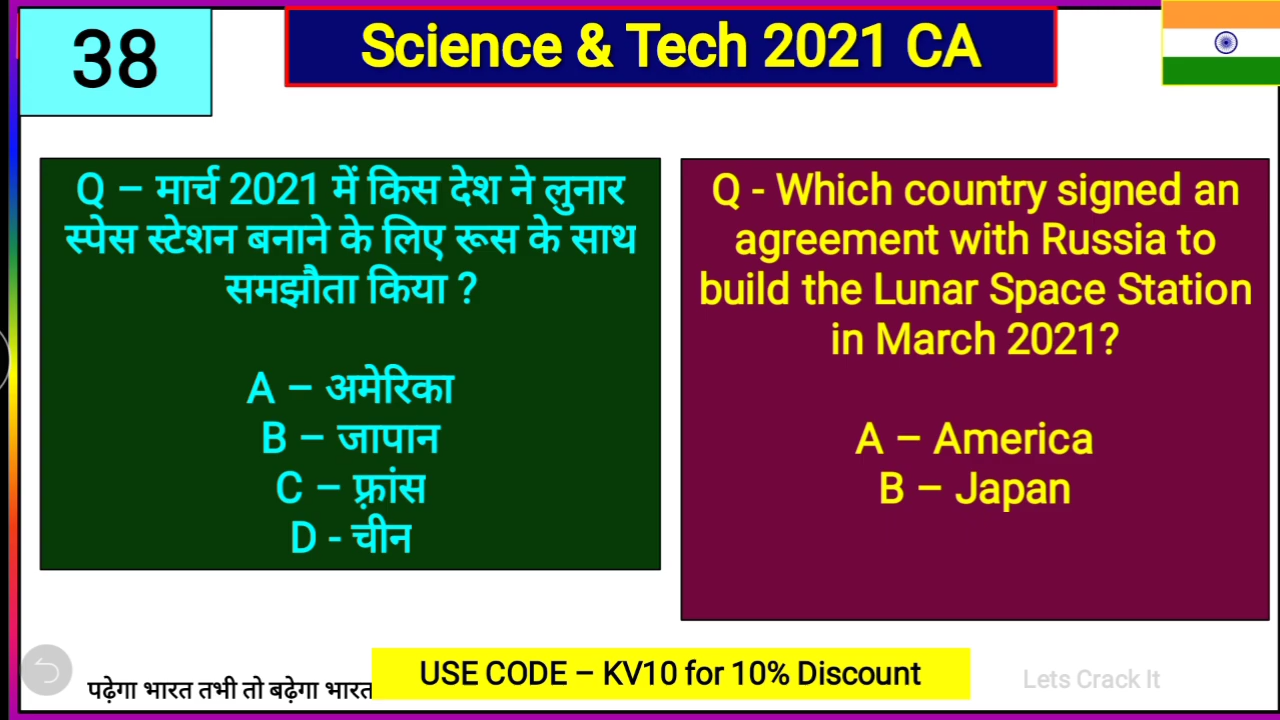 38
Science & Tech 2021 CA
Q – मार्च 2021 में किस देश ने लुनार
स्पेस स्टेशन बनाने के लिए रूस के साथ
समझौता किया ?
A – अमेरिका
B – जापान
C – फ़्रांस
D - चीन
Q - Which country signed an
agreement with Russia to
build the Lunar Space Station
in March 2021?
A – America
B – Japan
पढ़ेगा भारत तभी तो बढ़ेगा भारत
USE CODE – KV10 for 10% Discount
Lets Crack It